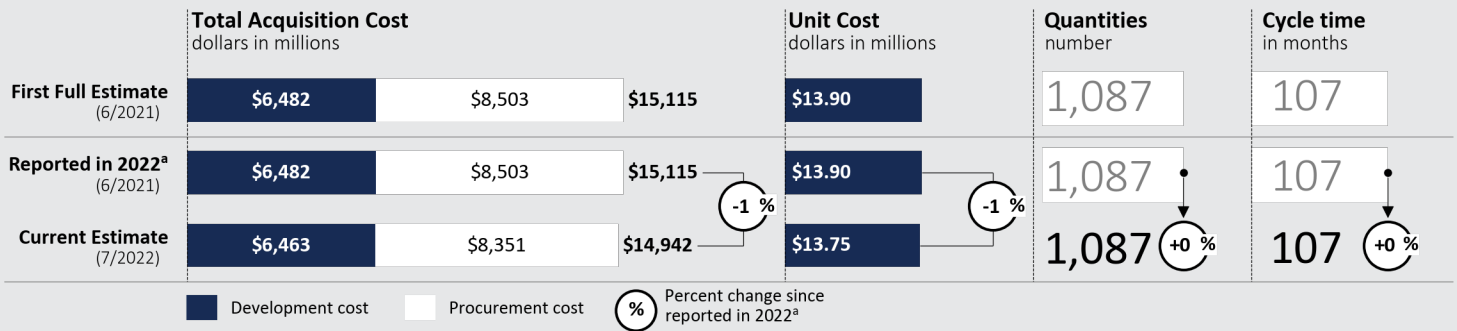 Total Acquisition Cost Unit Cost Quantities Cycle time
dollars in millions dollars in millions number in months
First Full Estimate $6,482 $8,503 $15,115 $13.90 1,087 107
(6/2021)
Reported in 2022ᵃ $6,482 $8,503 $15,115 $13.90 1,087 107
(6/2021)
-1 % -1 %
Current Estimate $6,463 $8,351 $14,942 $13.75 1,087 +0 % 107 +0 %
(7/2022)
Development cost Procurement cost % Percent change since
reported in 2022ᵃ